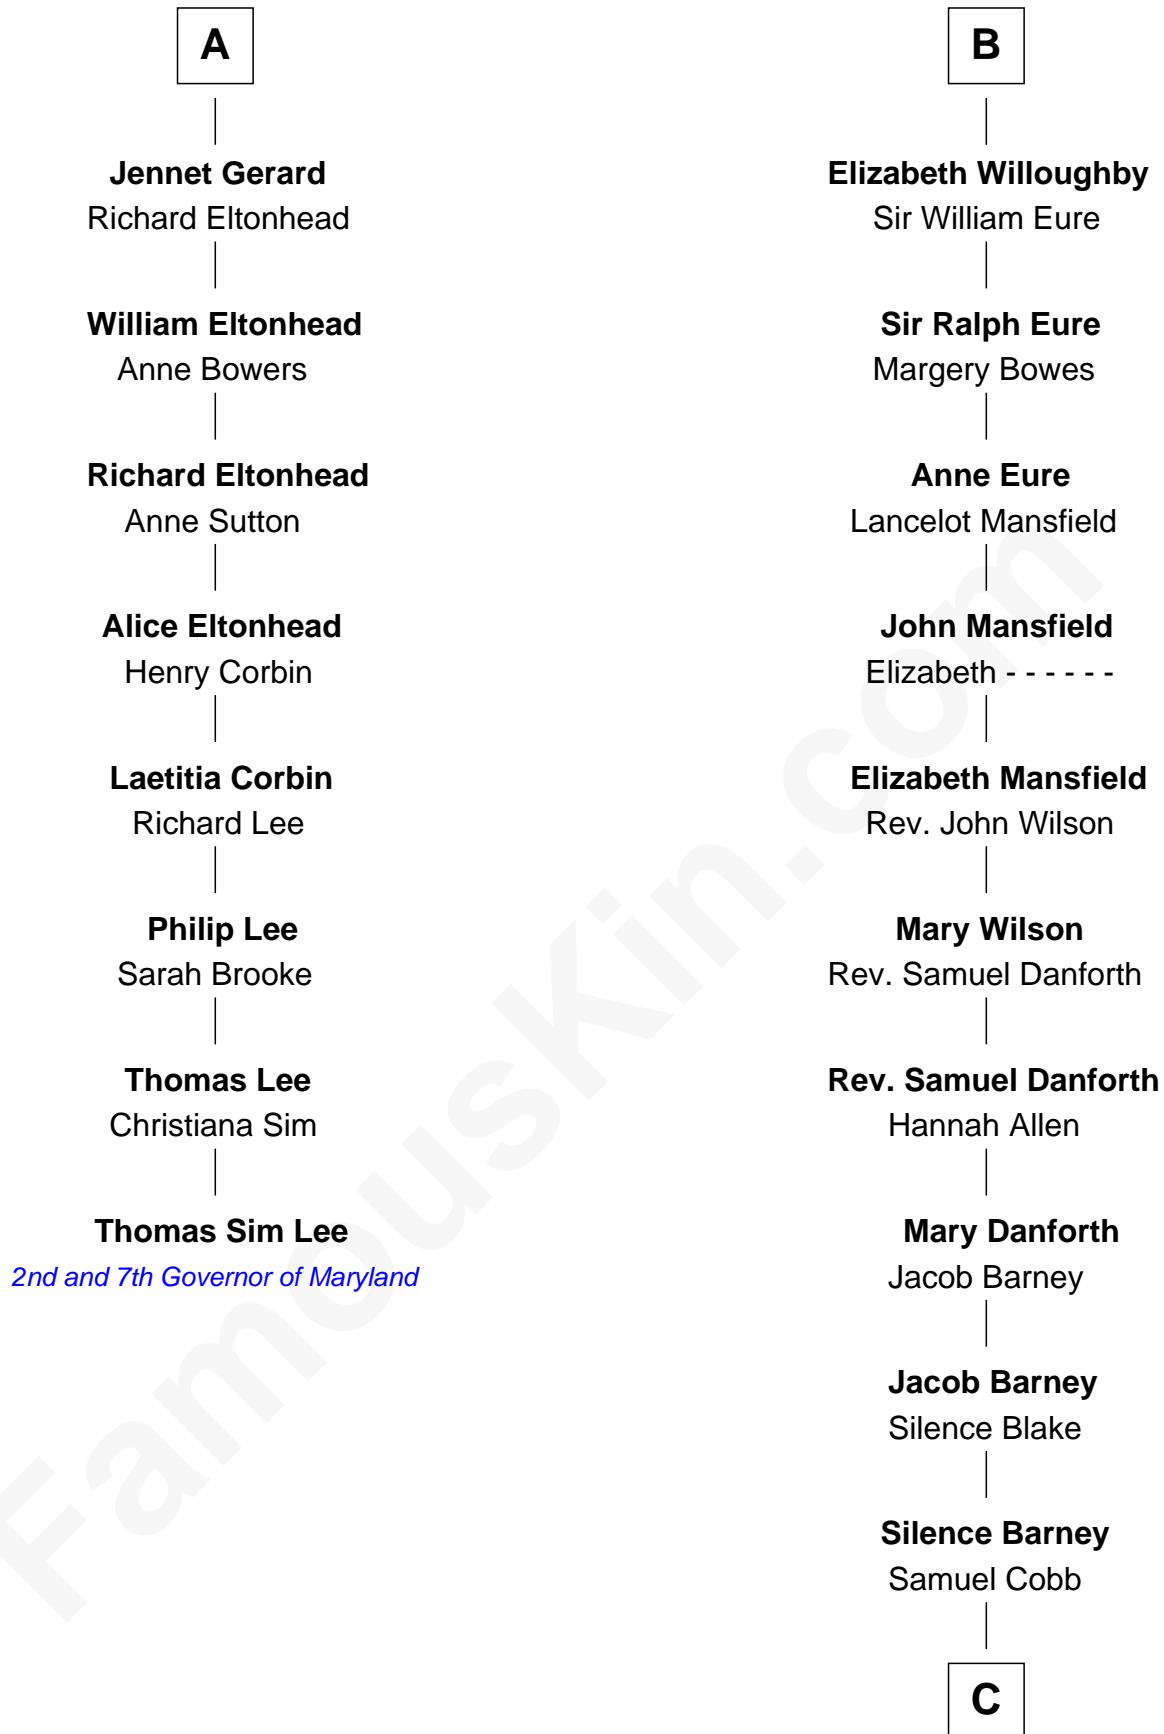 A
Jennet Gerard
Richard Eltonhead
William Eltonhead
Anne Bowers
Richard Eltonhead
Anne Sutton
Alice Eltonhead
Henry Corbin
Laetitia Corbin
Richard Lee
Philip Lee
Sarah Brooke
Thomas Lee
Christiana Sim
Thomas Sim Lee
2nd and 7th Governor of Maryland
B
Elizabeth Willoughby
Sir William Eure
Sir Ralph Eure
Margery Bowes
Anne Eure
Lancelot Mansfield
John Mansfield
Elizabeth - - - - - -
Elizabeth Mansfield
Rev. John Wilson
Mary Wilson
Rev. Samuel Danforth
Rev. Samuel Danforth
Hannah Allen
Mary Danforth
Jacob Barney
Jacob Barney
Silence Blake
Silence Barney
Samuel Cobb
C
FamousKin.com